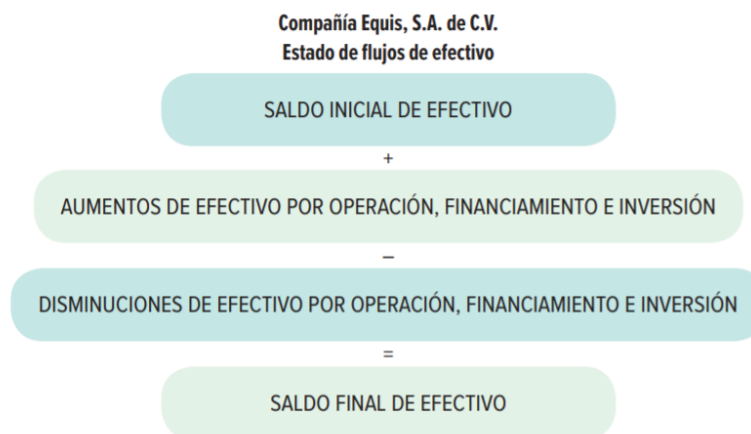 Compañía Equis, S.A. de C.V.
Estado de flujos de efectivo
SALDO INICIAL DE EFECTIVO
+
AUMENTOS DE EFECTIVO POR OPERACIÓN, FINANCIAMIENTO E INVERSIÓN
–
DISMINUCIONES DE EFECTIVO POR OPERACIÓN, FINANCIAMIENTO E INVERSIÓN
=
SALDO FINAL DE EFECTIVO